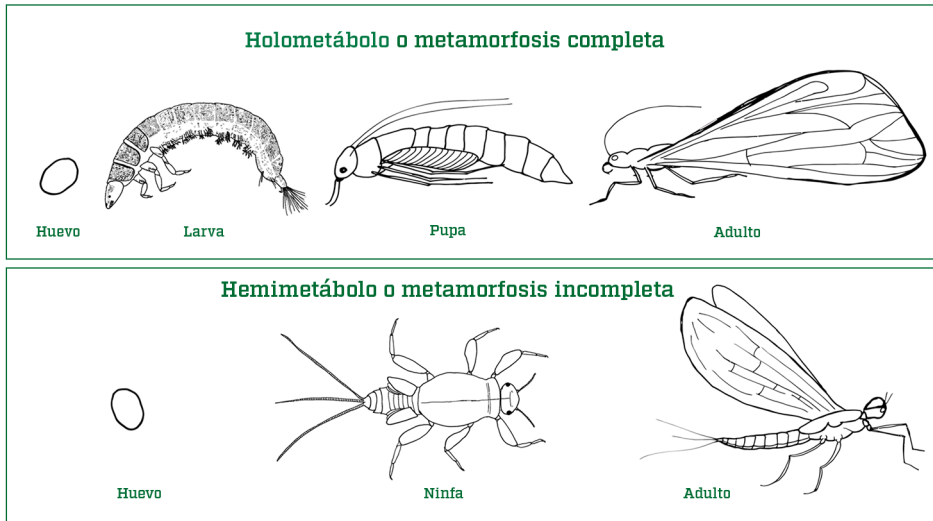 Holometábolo o metamorfosis completa
Huevo Larva Pupa Adulto
Hemimetábolo o metamorfosis incompleta
Huevo Ninfa Adulto